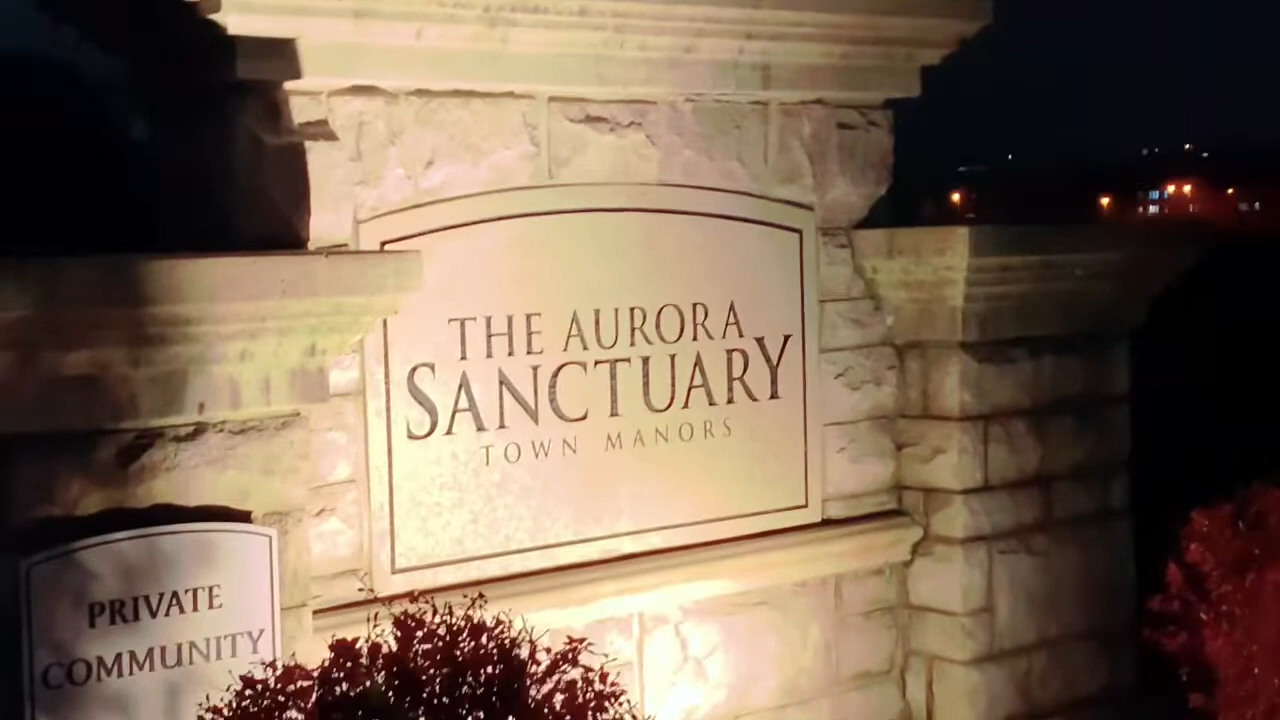 THE AURORA
SANCTUARY
TOWN MANORS
PRIVATE
COMMUNITY